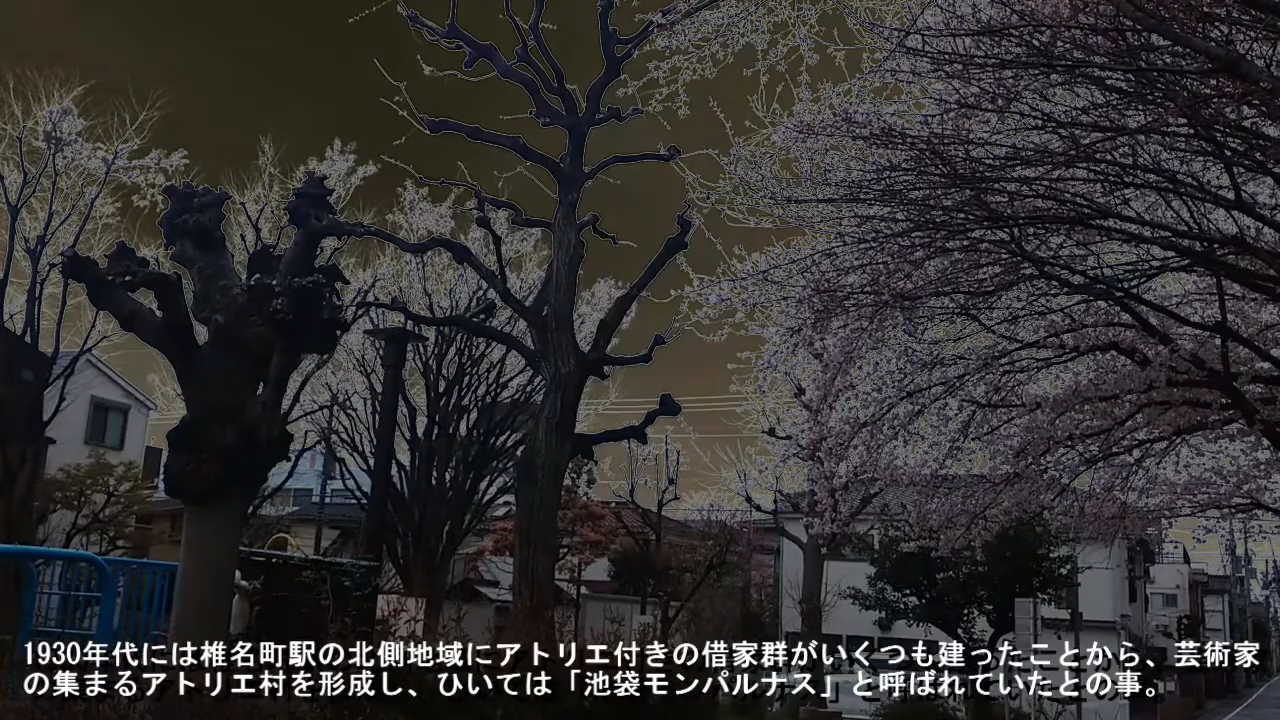 1930年代には椎名町駅の北側地域にアトリエ付きの借家群がいくつも建ったことから、芸術家
の集まるアトリエ村を形成し、ひいては「池袋モンパルナス」と呼ばれていたとの事。